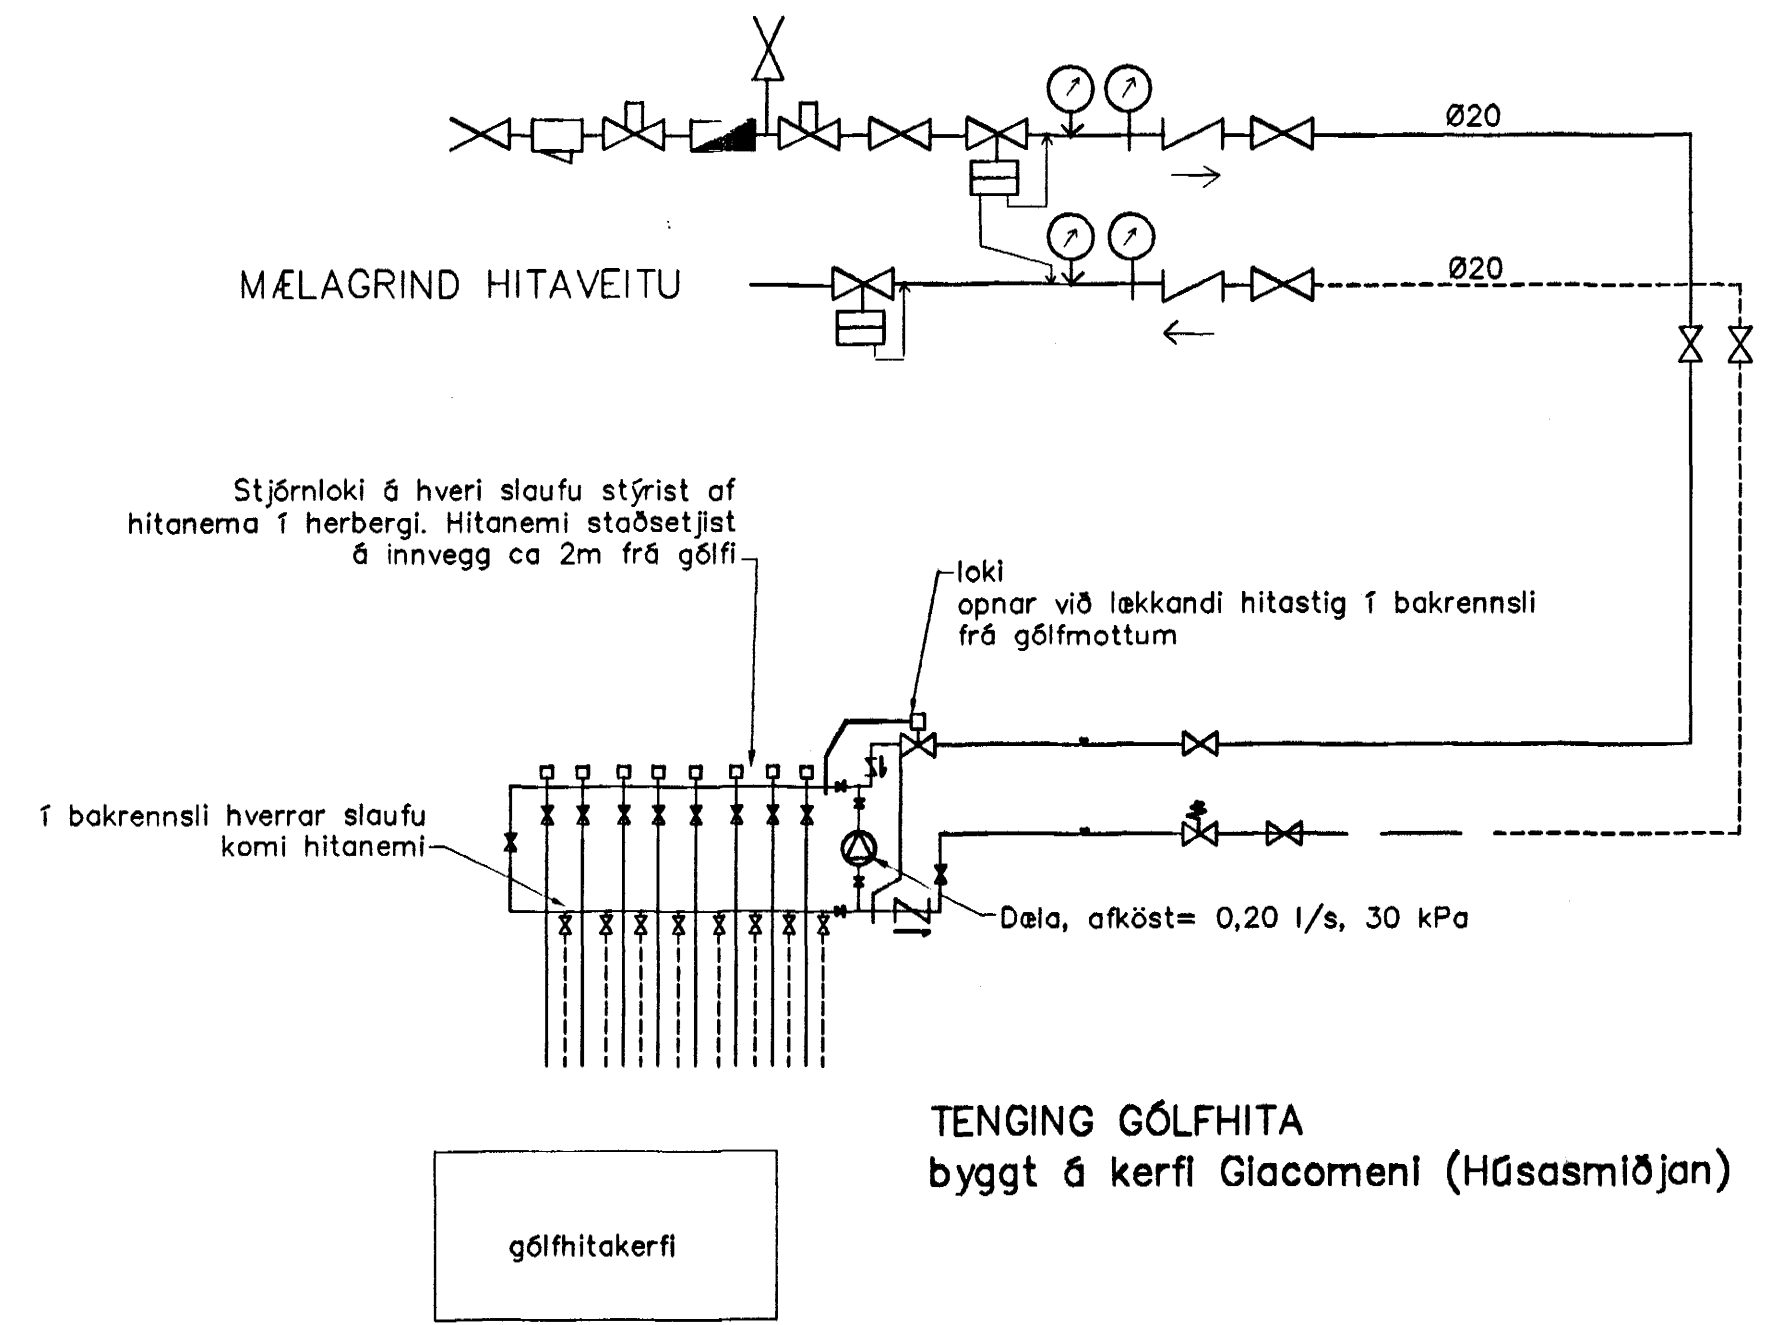 Ø20
MÆLAGRIND HITAVEITU
Ø20
Stjórnloki á hveri slaufu stýrist af
hitanema í herbergi. Hitanemi staðsetjist
á innvegg ca 2m frá gólfi
loki
opnar við lækkandi hitastig í bakrennsli
frá gólfmottum
í bakrennsli hverrar slaufu
komi hitanemi
Dæla, afköst= 0,20 l/s, 30 kPa
TENGING GÓLFHITA
byggt á kerfi Giacomeni (Húsasmiðjan)
gólfhitakerfi